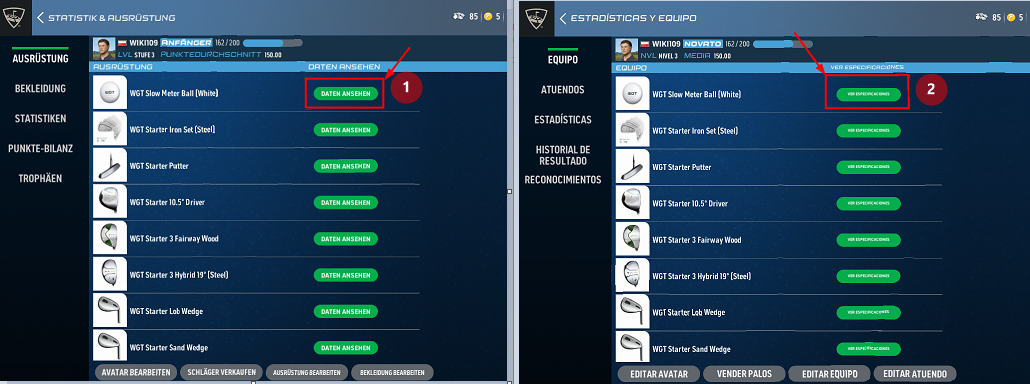 STATISTIK & AUSRÜSTUNG
85 5
WIKI109 ANFÄNGER 162/200
LVL STUFE 3 PUNKTEDURCHSCHNITT 150.00
AUSRÜSTUNG
BEKLEIDUNG
STATISTIKEN
PUNKTE-BILANZ
TROPHÄEN
AUSRÜSTUNG DATEN ANSEHEN
WGT Slow Meter Ball (White) DATEN ANSEHEN
1
WGT Starter Iron Set (Steel) DATEN ANSEHEN
WGT Starter Putter DATEN ANSEHEN
WGT Starter 10.5° Driver DATEN ANSEHEN
WGT Starter 3 Fairway Wood DATEN ANSEHEN
WGT Starter 3 Hybrid 19° (Steel) DATEN ANSEHEN
WGT Starter Lob Wedge DATEN ANSEHEN
WGT Starter Sand Wedge DATEN ANSEHEN
AVATAR BEARBEITEN SCHLÄGER VERKAUFEN AUSRÜSTUNG BEARBEITEN BEKLEIDUNG BEARBEITEN
ESTADÍSTICAS Y EQUIPO
85 5
WIKI109 NOVATO 162/200
NVL NIVEL 3 MEDIA 150.00
EQUIPO
ATUENDOS
ESTADÍSTICAS
HISTORIAL DE
RESULTADO
RECONOCIMIENTOS
EQUIPO VER ESPECIFICACIONES
WGT Slow Meter Ball (White) VER ESPECIFICACIONES
2
WGT Starter Iron Set (Steel) VER ESPECIFICACIONES
WGT Starter Putter VER ESPECIFICACIONES
WGT Starter 10.5° Driver VER ESPECIFICACIONES
WGT Starter 3 Fairway Wood VER ESPECIFICACIONES
WGT Starter 3 Hybrid 19° (Steel) VER ESPECIFICACIONES
WGT Starter Lob Wedge VER ESPECIFICACIONES
WGT Starter Sand Wedge VER ESPECIFICACIONES
EDITAR AVATAR VENDER PALOS EDITAR EQUIPO EDITAR ATUENDO